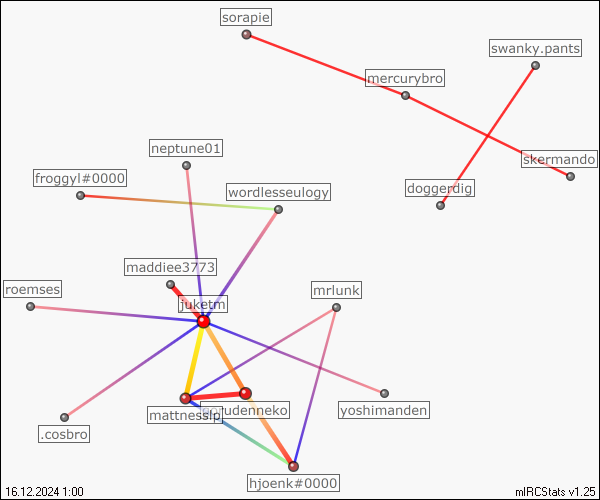 sorapie
swanky.pants
mercurybro
neptune01
skermando
froggyl#0000
wordlesseulogy
doggerdig
maddiee3773
roemses
juketm
mrlunk
mattnesslp
yoshimanden
.cosbro
hjoenk#0000
16.12.2024 1:00
mIRCStats v1.25